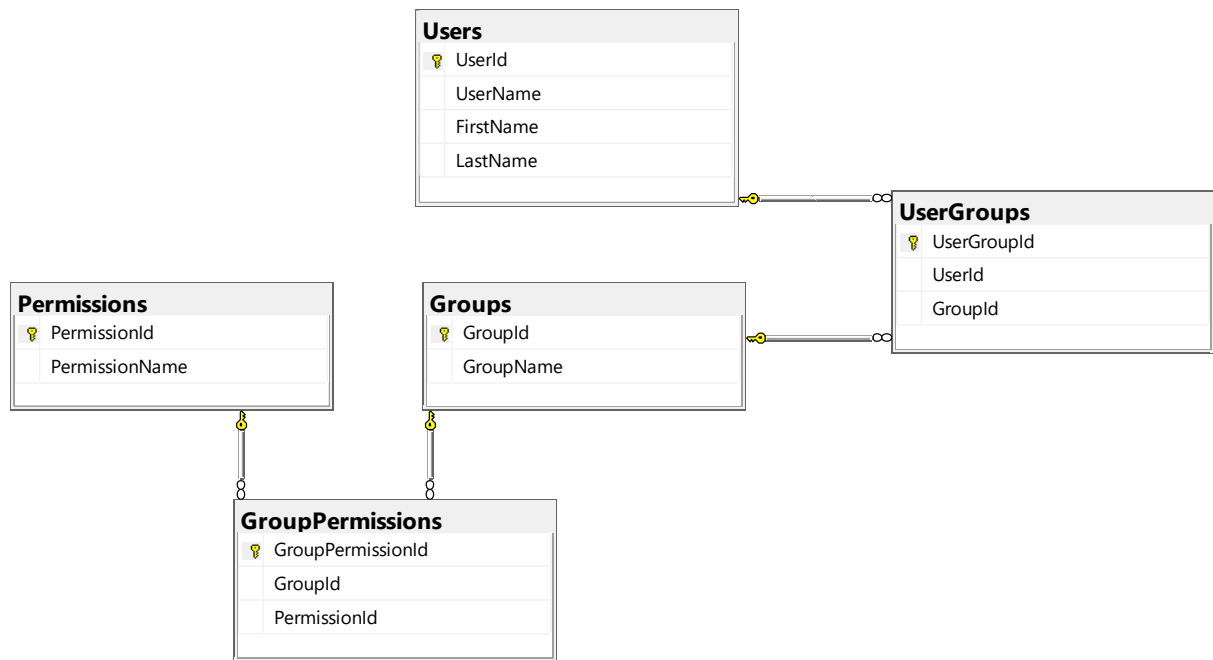 Users
UserId
UserName
FirstName
LastName
UserGroups
UserGroupId
UserId
GroupId
Permissions
PermissionId
PermissionName
Groups
GroupId
GroupName
GroupPermissions
GroupPermissionId
GroupId
PermissionId